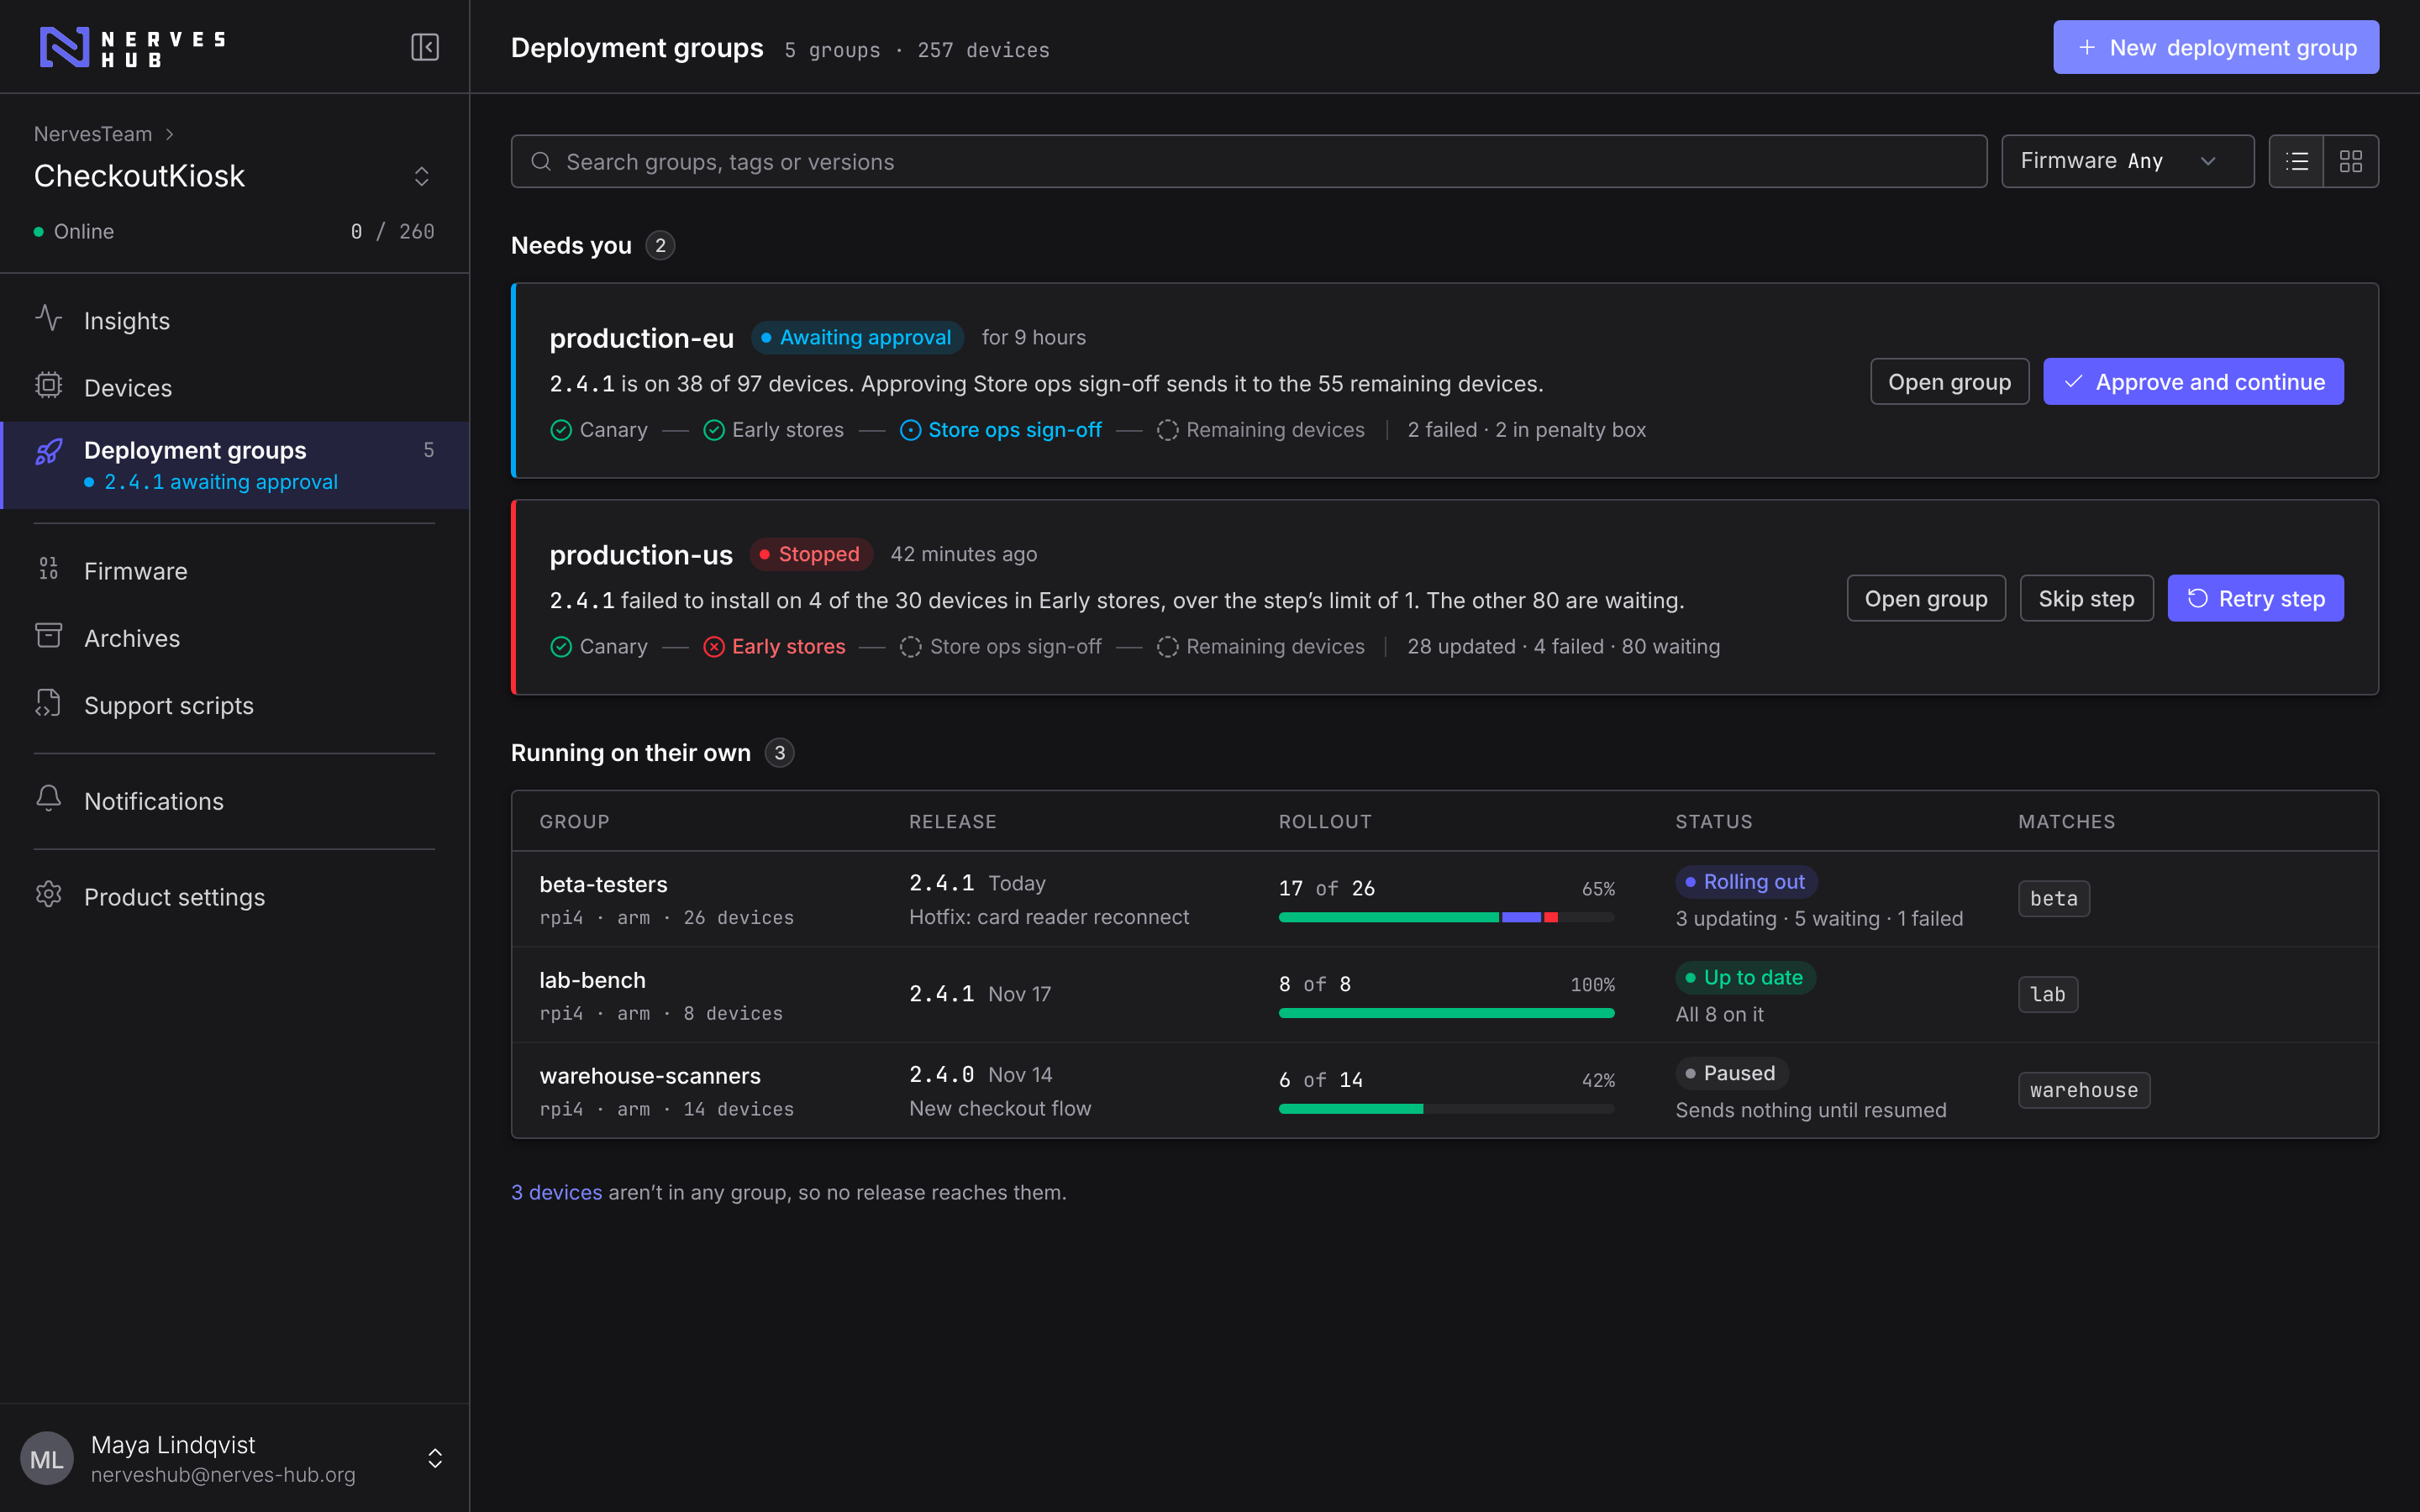 NERVES
HUB
NervesTeam
CheckoutKiosk
Online
0 / 260
Insights
Devices
Deployment groups
5
2.4.1 awaiting approval
Firmware
Archives
Support scripts
Notifications
Product settings
ML
Maya Lindqvist
nerveshub@nerves-hub.org
Deployment groups
5 groups · 257 devices
New deployment group
Search groups, tags or versions
Firmware Any
Needs you 2
production-eu
Awaiting approval
for 9 hours
2.4.1 is on 38 of 97 devices. Approving Store ops sign-off sends it to the 55 remaining devices.
Canary
Early stores
Store ops sign-off
Remaining devices
2 failed · 2 in penalty box
Open group
Approve and continue
production-us
Stopped
42 minutes ago
2.4.1 failed to install on 4 of the 30 devices in Early stores, over the step’s limit of 1. The other 80 are waiting.
Canary
Early stores
Store ops sign-off
Remaining devices
28 updated · 4 failed · 80 waiting
Open group
Skip step
Retry step
Running on their own 3
GROUP
RELEASE
ROLLOUT
STATUS
MATCHES
beta-testers
rpi4 · arm · 26 devices
2.4.1 Today
Hotfix: card reader reconnect
17 of 26
65%
Rolling out
3 updating · 5 waiting · 1 failed
beta
lab-bench
rpi4 · arm · 8 devices
2.4.1 Nov 17
8 of 8
100%
Up to date
All 8 on it
lab
warehouse-scanners
rpi4 · arm · 14 devices
2.4.0 Nov 14
New checkout flow
6 of 14
42%
Paused
Sends nothing until resumed
warehouse
3 devices aren’t in any group, so no release reaches them.